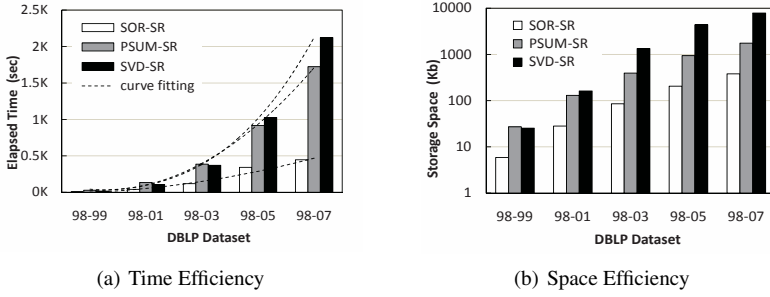 SOR-SR
PSUM-SR
SVD-SR
curve fitting
2.5K
2K
1.5K
1K
0.5K
0K
Elapsed Time (sec)
98-99 98-01 98-03 98-05 98-07
DBLP Dataset
(a) Time Efficiency
SOR-SR
PSUM-SR
SVD-SR
10000
1000
100
10
1
Storage Space (Kb)
98-99 98-01 98-03 98-05 98-07
DBLP Dataset
(b) Space Efficiency